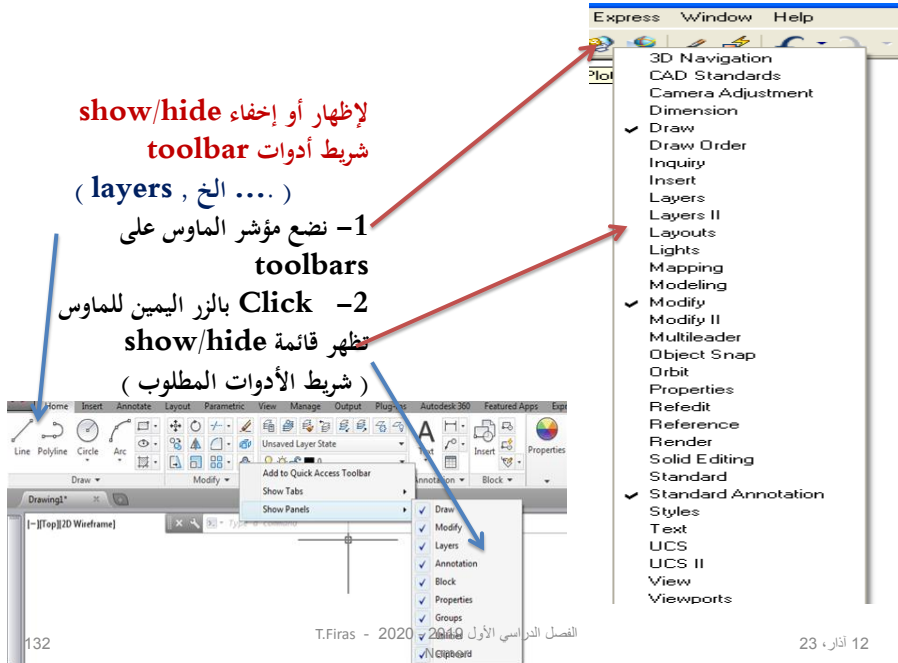 لإظهار أو إخفاء show/hide
شريط أدوات toolbar
( layers , الخ .... )
1- نضع مؤشر الماوس على
toolbars
2- Click بالزر اليمين للماوس
تظهر قائمة show/hide
( شريط الأدوات المطلوب )
Express Window Help
3D Navigation
CAD Standards
Camera Adjustment
Dimension
Draw
Draw Order
Inquiry
Insert
Layers
Layers II
Layouts
Lights
Mapping
Modeling
Modify
Modify II
Multileader
Object Snap
Orbit
Properties
Refedit
Reference
Render
Solid Editing
Standard
Standard Annotation
Styles
Text
UCS
UCS II
View
Viewports
Home Insert Annotate Layout Parametric View Manage Output Plug-ins Autodesk 360 Featured Apps Expr
Unsaved Layer State
Line Polyline Circle Arc Text Insert Properties
Draw Modify Block
Add to Quick Access Toolbar
Show Tabs
Show Panels
Drawing1*
[−][Top][2D Wireframe]
Draw
Modify
Layers
Annotation
Block
Properties
Groups
Utilities
Clipboard
132
T.Firas - 2020 - 2019 الفصل الدراسي الأول
12 آذار، 23